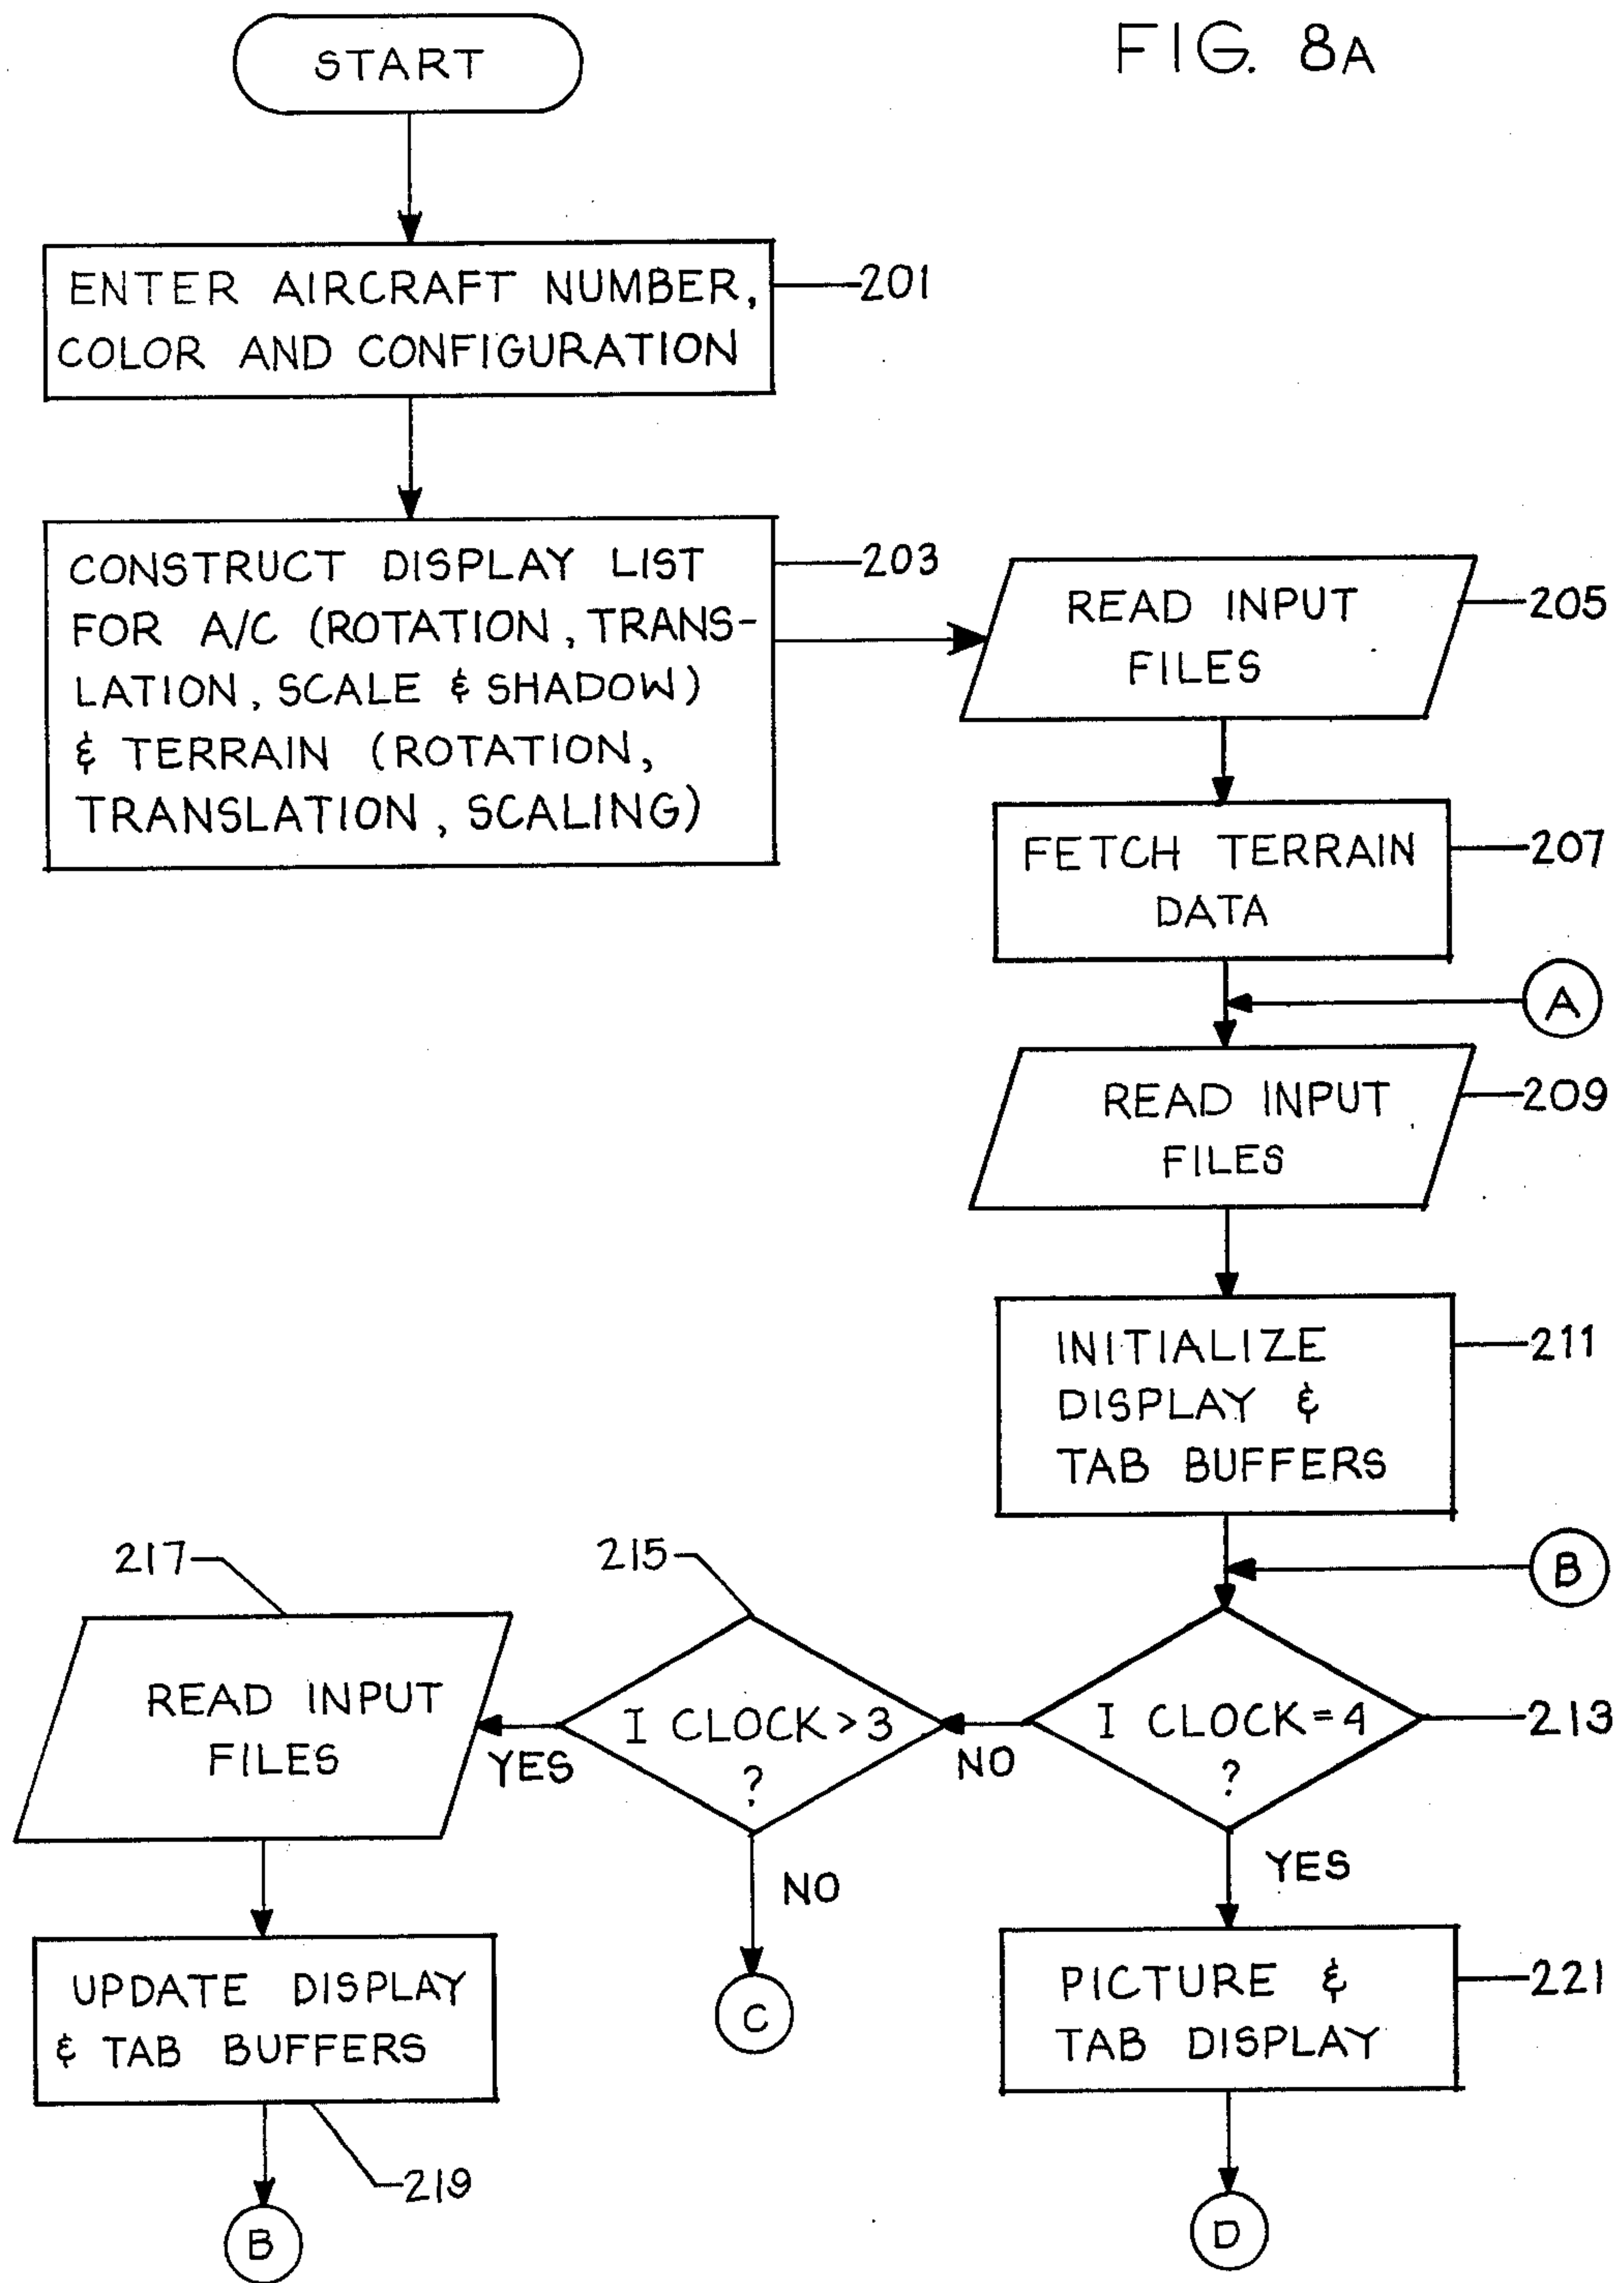 FIG. 8A
START
ENTER AIRCRAFT NUMBER,
COLOR AND CONFIGURATION
201
CONSTRUCT DISPLAY LIST
FOR A/C (ROTATION, TRANS-
LATION, SCALE & SHADOW)
& TERRAIN (ROTATION,
TRANSLATION, SCALING)
203
READ INPUT
FILES
205
FETCH TERRAIN
DATA
207
A
READ INPUT
FILES
209
INITIALIZE
DISPLAY &
TAB BUFFERS
211
B
I CLOCK = 4
?
213
NO
YES
215
I CLOCK > 3
?
YES
NO
C
217
READ INPUT
FILES
UPDATE DISPLAY
& TAB BUFFERS
219
B
PICTURE &
TAB DISPLAY
221
D